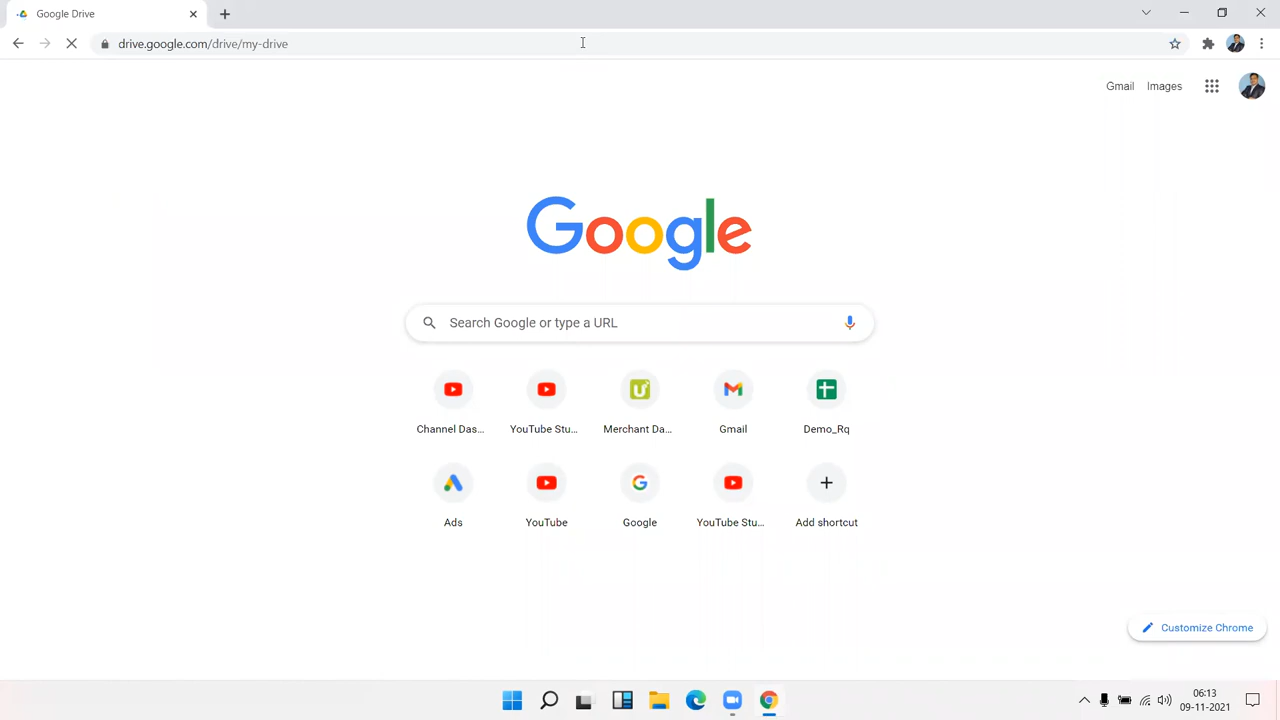 Google Drive
drive.google.com/drive/my-drive
Gmail Images
Google
Search Google or type a URL
Channel Das... YouTube Stu... Merchant Da... Gmail Demo_Rq
Ads YouTube Google YouTube Stu... Add shortcut
Customize Chrome
06:13
09-11-2021